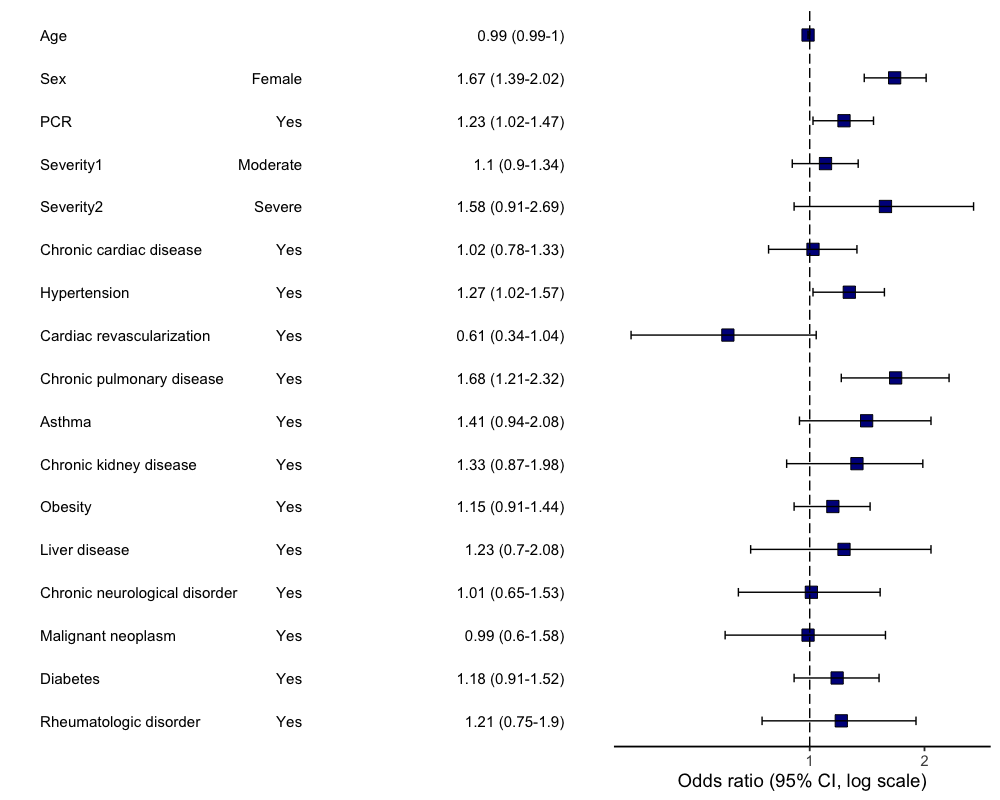 Age 0.99 (0.99-1)
Sex Female 1.67 (1.39-2.02)
PCR Yes 1.23 (1.02-1.47)
Severity1 Moderate 1.1 (0.9-1.34)
Severity2 Severe 1.58 (0.91-2.69)
Chronic cardiac disease Yes 1.02 (0.78-1.33)
Hypertension Yes 1.27 (1.02-1.57)
Cardiac revascularization Yes 0.61 (0.34-1.04)
Chronic pulmonary disease Yes 1.68 (1.21-2.32)
Asthma Yes 1.41 (0.94-2.08)
Chronic kidney disease Yes 1.33 (0.87-1.98)
Obesity Yes 1.15 (0.91-1.44)
Liver disease Yes 1.23 (0.7-2.08)
Chronic neurological disorder Yes 1.01 (0.65-1.53)
Malignant neoplasm Yes 0.99 (0.6-1.58)
Diabetes Yes 1.18 (0.91-1.52)
Rheumatologic disorder Yes 1.21 (0.75-1.9)
1 2
Odds ratio (95% CI, log scale)